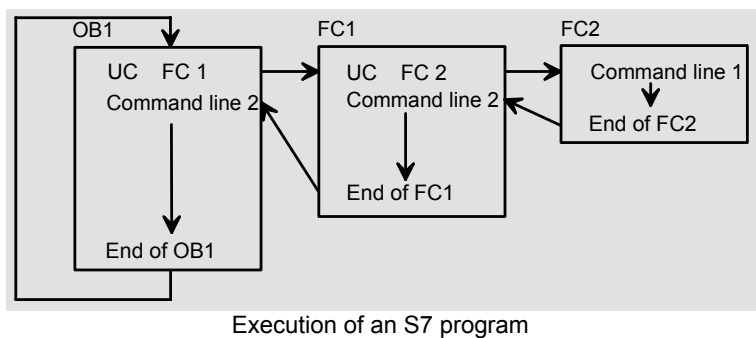 OB1
UC FC 1
Command line 2
End of OB1
FC1
UC FC 2
Command line 2
End of FC1
FC2
Command line 1
End of FC2
Execution of an S7 program